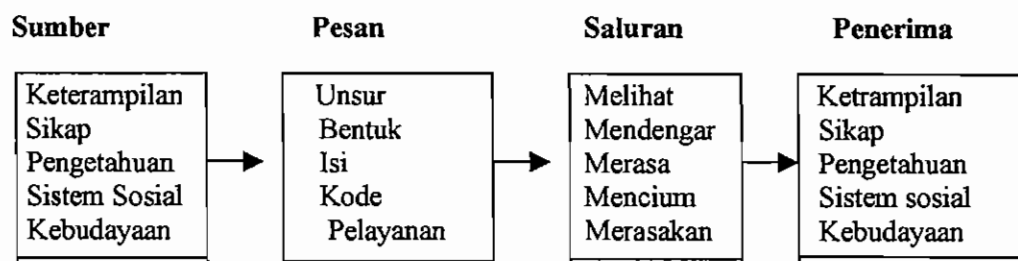 Sumber Pesan Saluran Penerima
Keterampilan
Sikap
Pengetahuan
Sistem Sosial
Kebudayaan
Unsur
Bentuk
Isi
Kode
Pelayanan
Melihat
Mendengar
Merasa
Mencium
Merasakan
Ketrampilan
Sikap
Pengetahuan
Sistem sosial
Kebudayaan